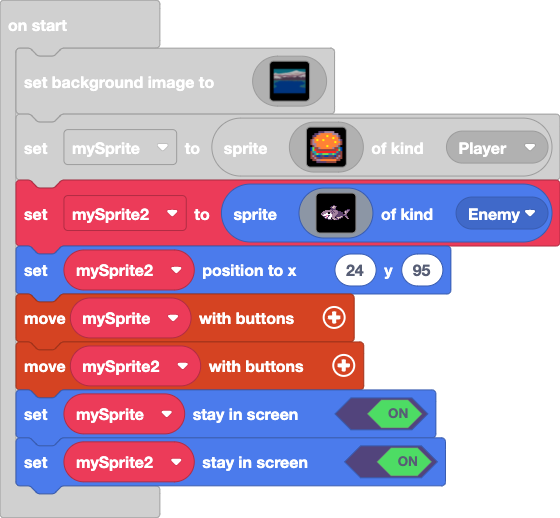 on start
set background image to
set mySprite to sprite of kind Player
set mySprite2 to sprite of kind Enemy
set mySprite2 position to x 24 y 95
move mySprite with buttons
move mySprite2 with buttons
set mySprite stay in screen ON
set mySprite2 stay in screen ON